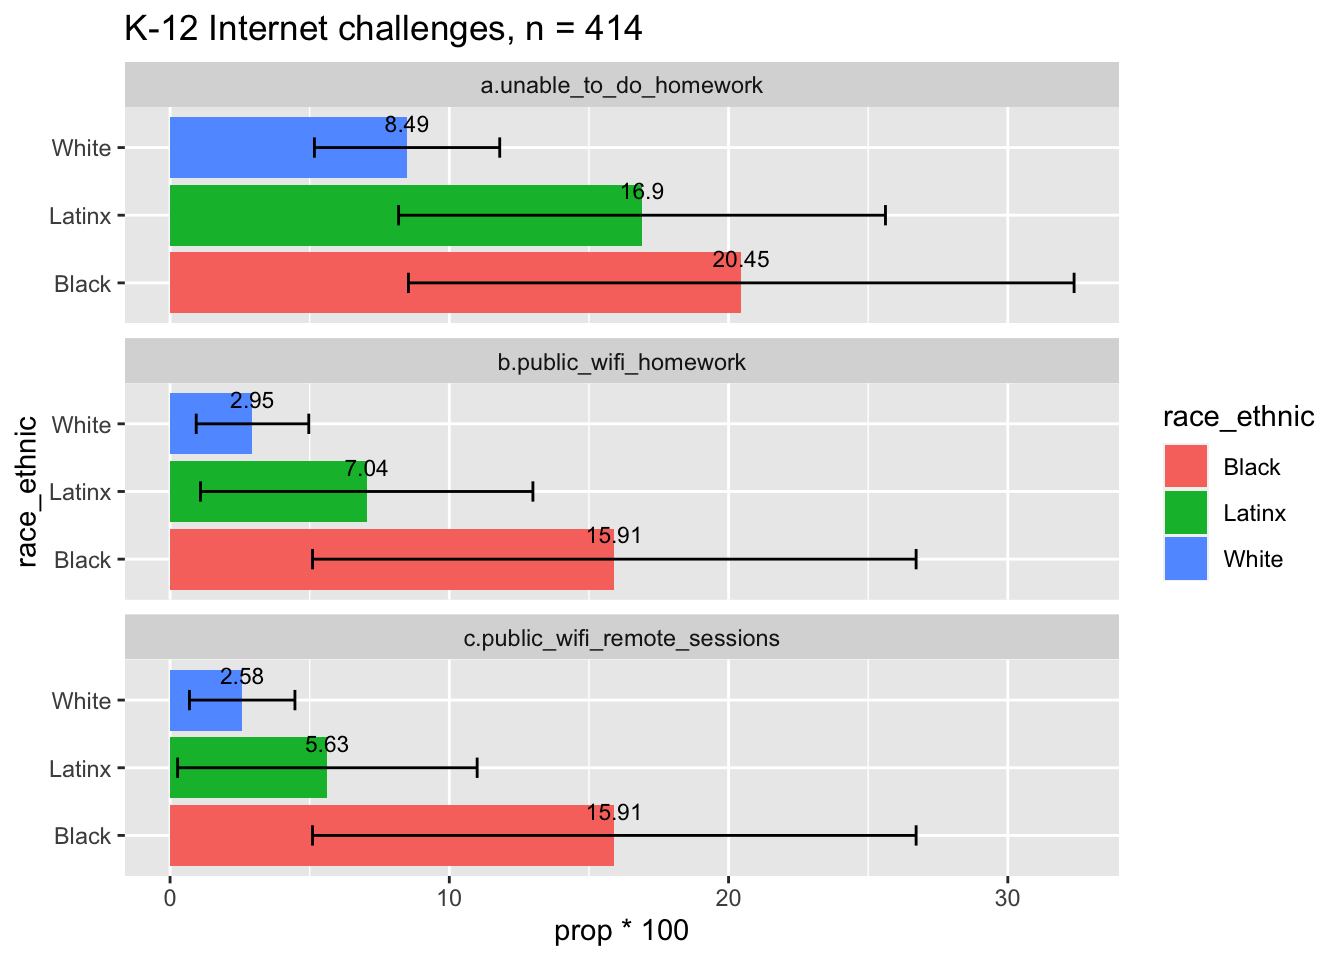 K-12 Internet challenges, n = 414
a.unable_to_do_homework
White
8.49
Latinx
16.9
Black
20.45
b.public_wifi_homework
White
2.95
Latinx
7.04
Black
15.91
c.public_wifi_remote_sessions
White
2.58
Latinx
5.63
Black
15.91
0 10 20 30
prop * 100
race_ethnic
race_ethnic
Black
Latinx
White